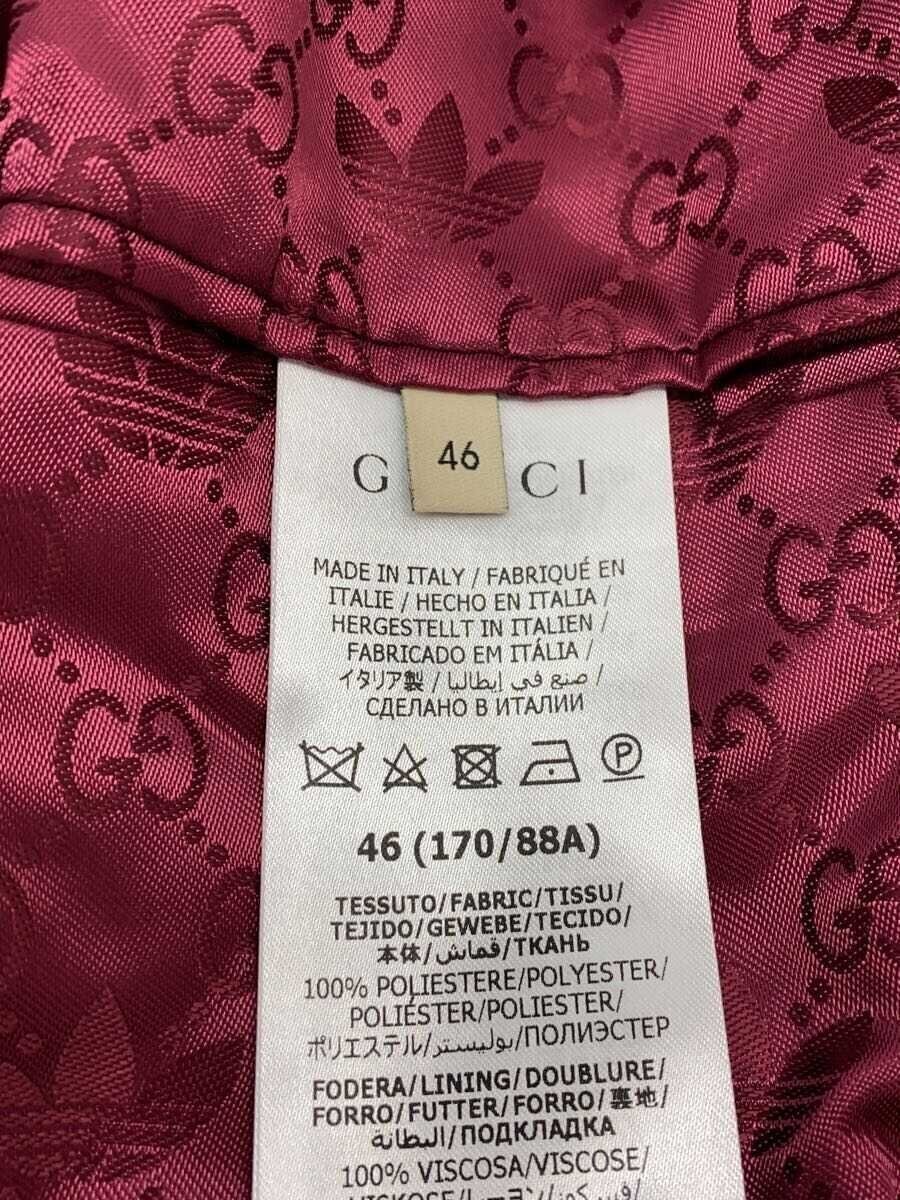 46
G CI
MADE IN ITALY / FABRIQUÉ EN
ITALIE / HECHO EN ITALIA /
HERGESTELLT IN ITALIEN /
FABRICADO EM ITÁLIA /
イタリア製 / صنع في إيطاليا /
СДЕЛАНО В ИТАЛИИ
P
46 (170/88A)
TESSUTO/FABRIC/TISSU/
TEJIDO/GEWEBE/TECIDO/
本体/قماش/ТКАНЬ
100% POLIESTERE/POLYESTER/
POLIÉSTER/POLIESTER/
ポリエステル/بوليستر/ПОЛИЭСТЕР
FODERA/LINING/DOUBLURE/
FORRO/FUTTER/FORRO/裏地/
البطانة/ПОДКЛАДКА
100% VISCOSA/VISCOSE/